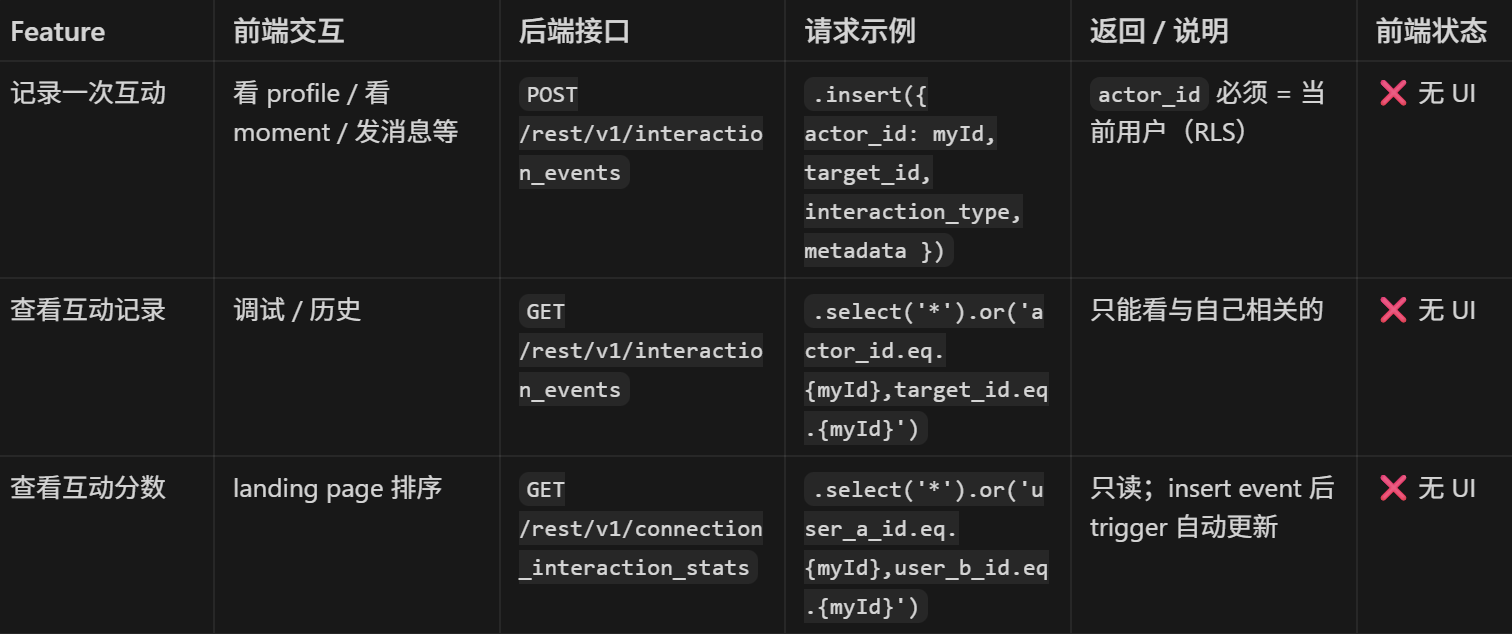 Feature 前端交互 后端接口 请求示例 返回 / 说明 前端状态
记录一次互动
看 profile / 看
moment / 发消息等
POST
/rest/v1/interactio
n_events
.insert({
actor_id: myId,
target_id,
interaction_type,
metadata })
actor_id 必须 = 当
前用户（RLS）
❌ 无 UI
查看互动记录
调试 / 历史
GET
/rest/v1/interactio
n_events
.select('*').or('a
ctor_id.eq.
{myId},target_id.eq
.{myId}')
只能看与自己相关的
❌ 无 UI
查看互动分数
landing page 排序
GET
/rest/v1/connection
_interaction_stats
.select('*').or('u
ser_a_id.eq.
{myId},user_b_id.eq
.{myId}')
只读；insert event 后
trigger 自动更新
❌ 无 UI